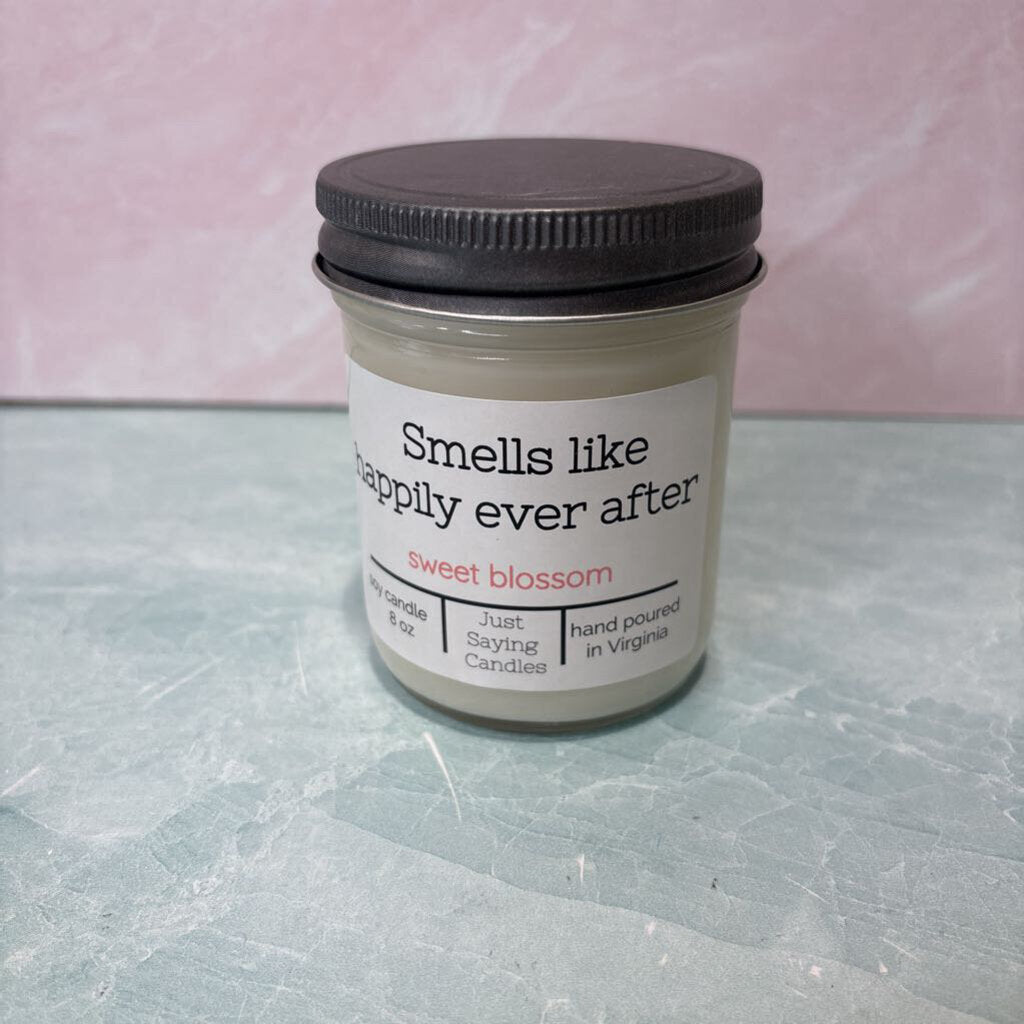 Smells like
happily ever after
sweet blossom
soy candle
8 oz
Just
Saying
Candles
hand poured
in Virginia